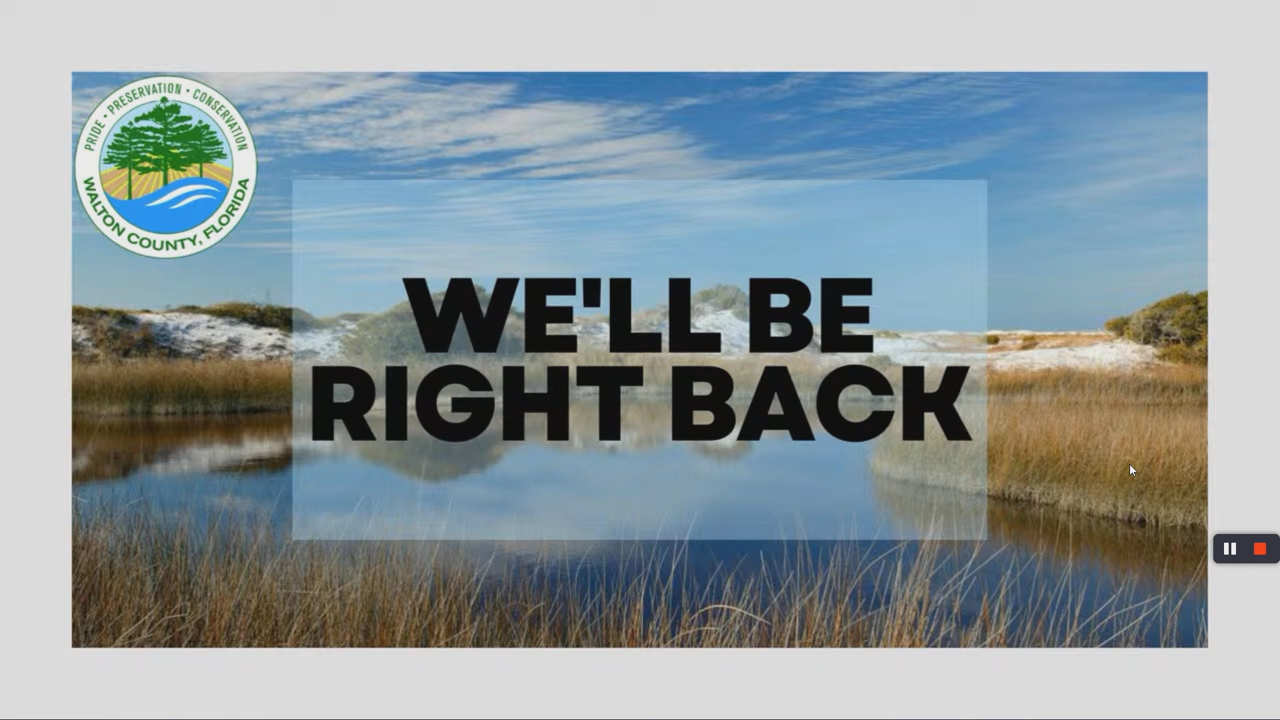 PRIDE • PRESERVATION • CONSERVATION
WALTON COUNTY, FLORIDA
WE'LL BE
RIGHT BACK